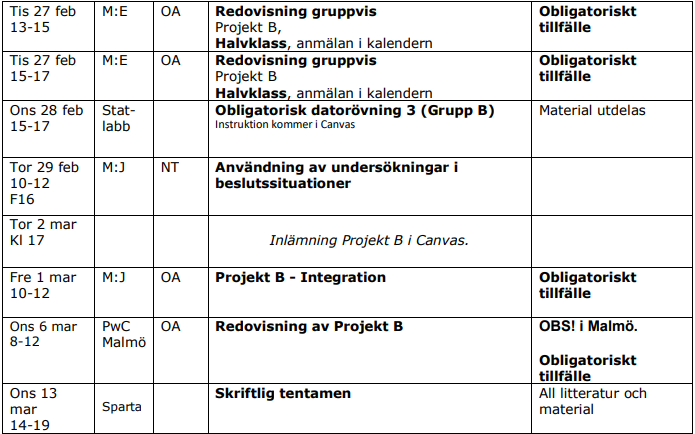 Tis 27 feb
13-15
M:E
OA
Redovisning gruppvis
Projekt B,
Halvklass, anmälan i kalendern
Obligatoriskt
tillfälle
Tis 27 feb
15-17
M:E
OA
Redovisning gruppvis
Projekt B
Halvklass, anmälan i kalendern
Obligatoriskt
tillfälle
Ons 28 feb
15-17
Stat-
labb
Obligatorisk datorövning 3 (Grupp B)
Instruktion kommer i Canvas
Material utdelas
Tor 29 feb
10-12
F16
M:J
NT
Användning av undersökningar i
beslutssituationer
Tor 2 mar
Kl 17
Inlämning Projekt B i Canvas.
Fre 1 mar
10-12
M:J
OA
Projekt B - Integration
Obligatoriskt
tillfälle
Ons 6 mar
8-12
PwC
Malmö
OA
Redovisning av Projekt B
OBS! i Malmö.
Obligatoriskt
tillfälle
Ons 13
mar
14-19
Sparta
Skriftlig tentamen
All litteratur och
material